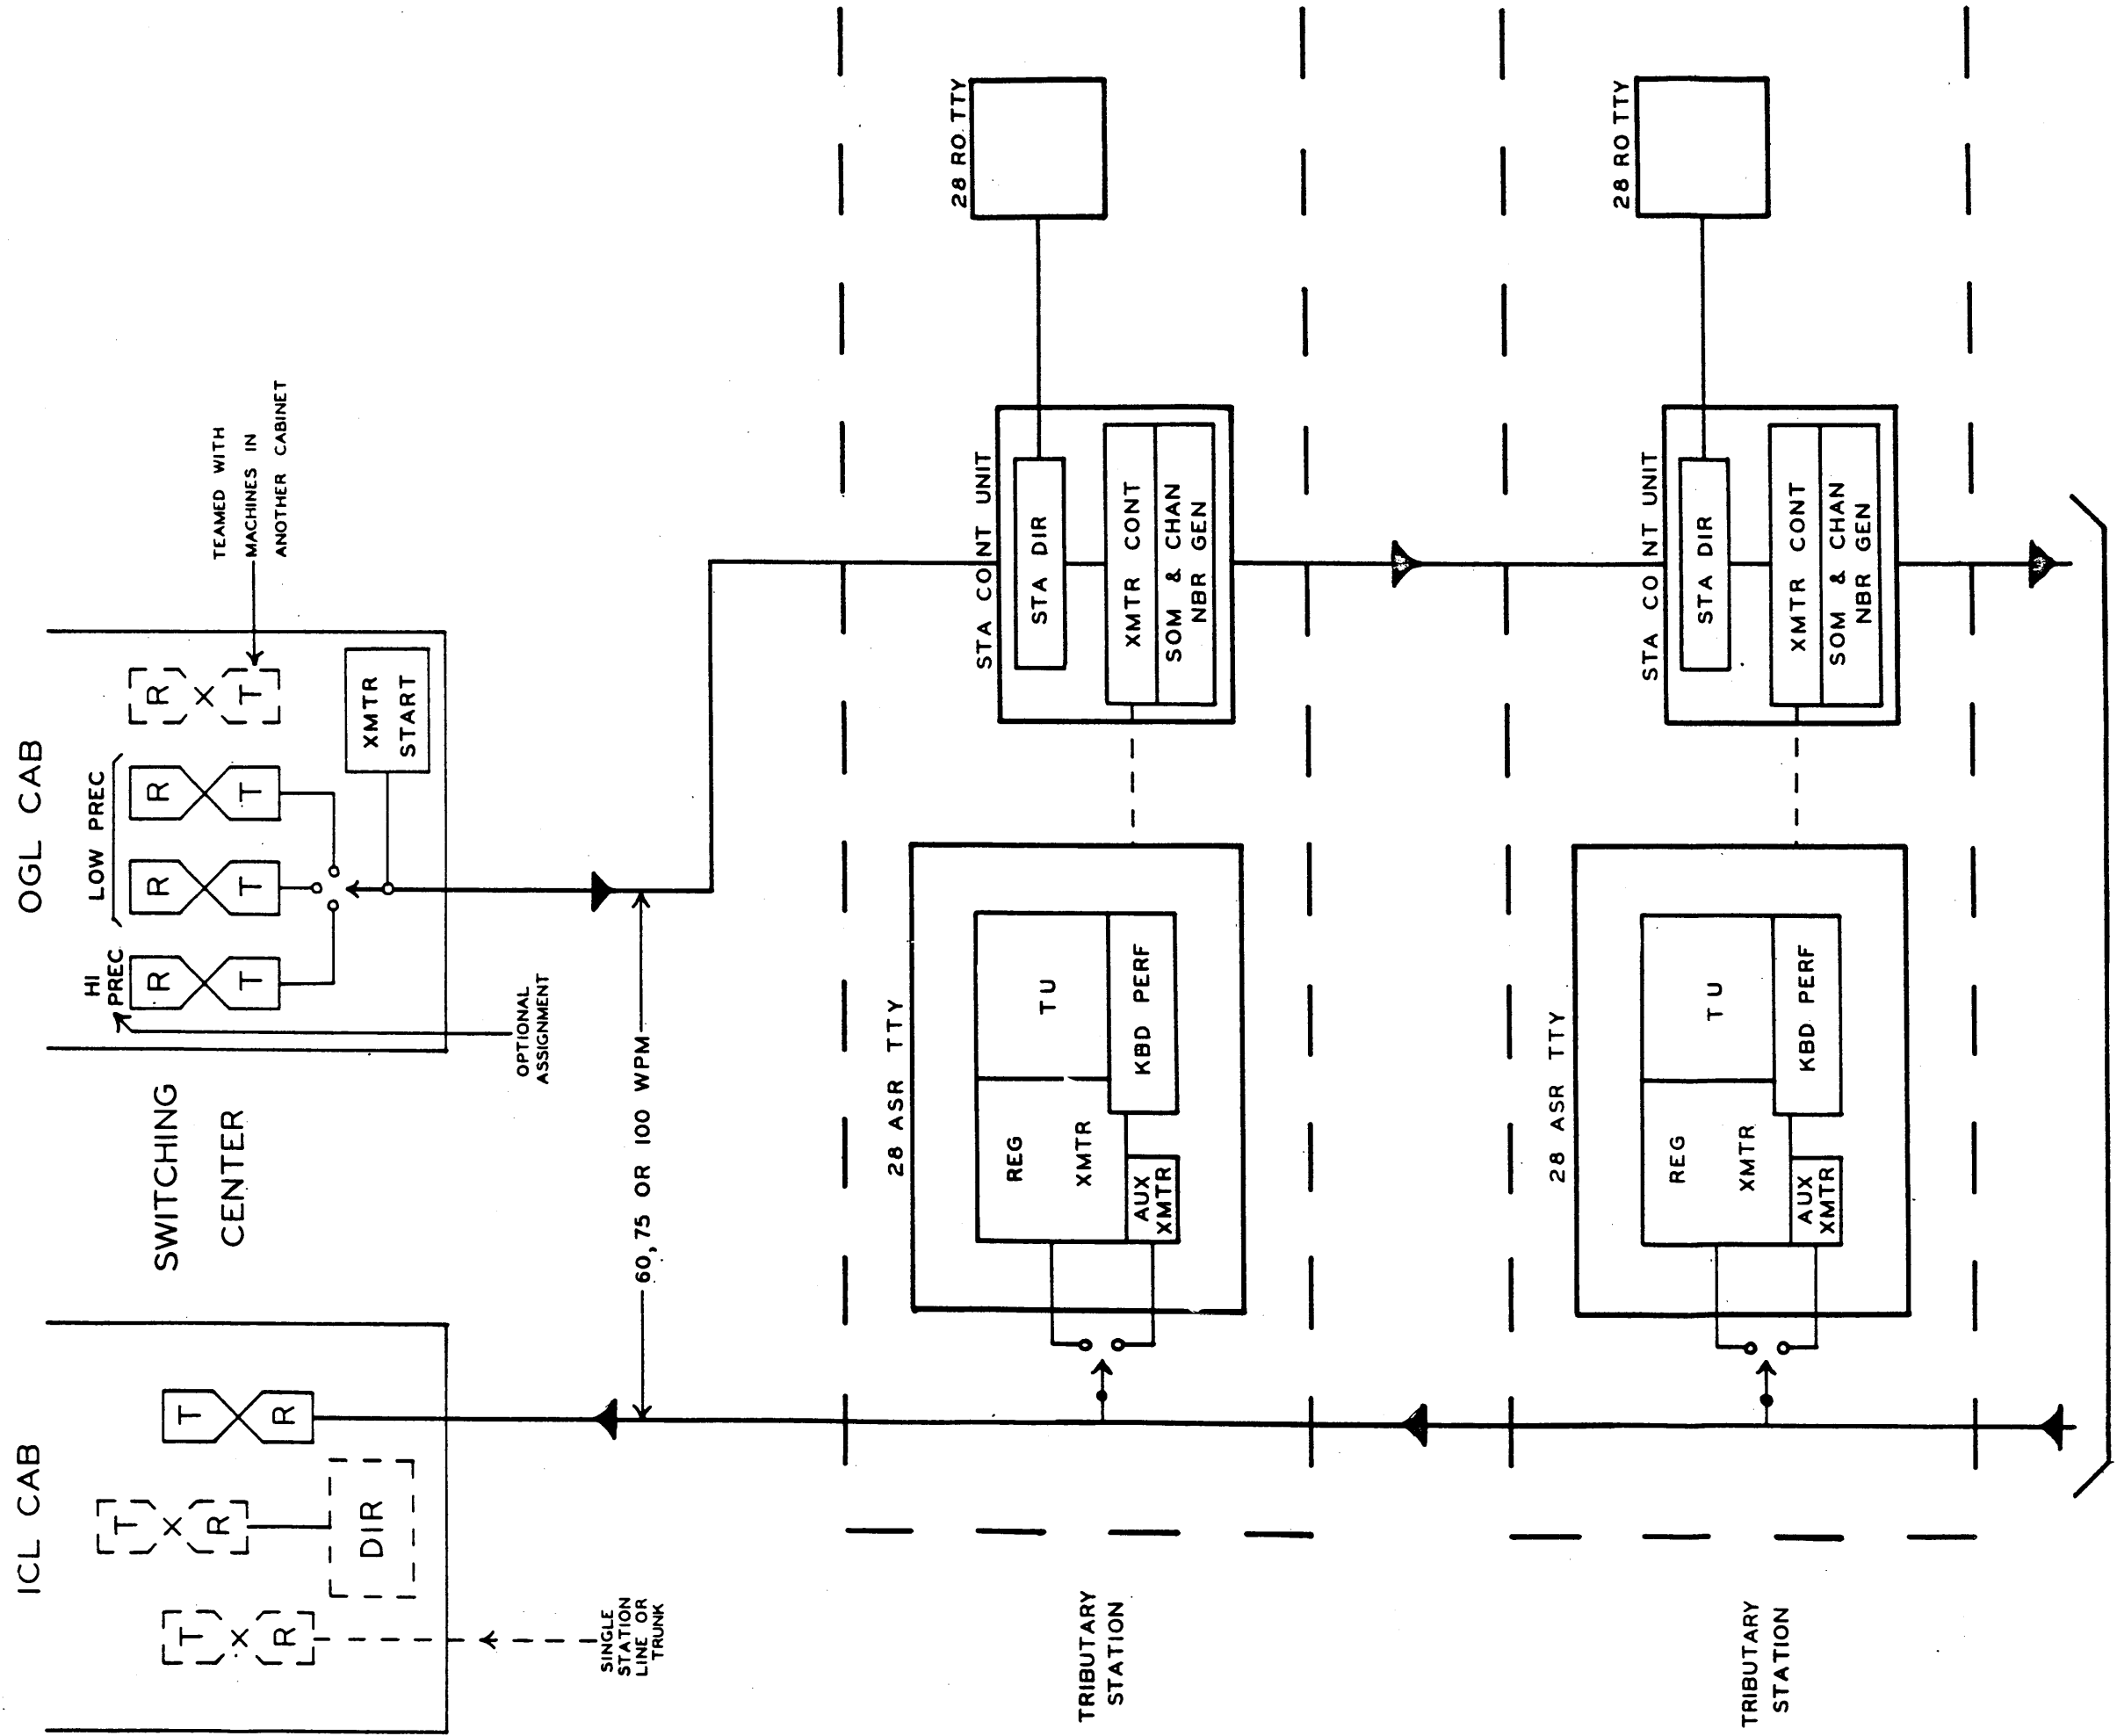 ICL CAB
T
R
T
R
DIR
T
R
SINGLE
STATION
LINE OR
TRUNK
SWITCHING
CENTER
OGL CAB
HI
PREC
LOW PREC
R
T
R
T
R
T
R
T
XMTR
START
TEAMED WITH
MACHINES IN
ANOTHER CABINET
OPTIONAL
ASSIGNMENT
60, 75 OR 100 WPM
TRIBUTARY
STATION
28 ASR TTY
REG
XMTR
TU
AUX
XMTR
KBD PERF
STA CONT UNIT
STA DIR
XMTR CONT
SOM & CHAN
NBR GEN
28 RO TTY
TRIBUTARY
STATION
28 ASR TTY
REG
XMTR
TU
AUX
XMTR
KBD PERF
STA CONT UNIT
STA DIR
XMTR CONT
SOM & CHAN
NBR GEN
28 RO TTY